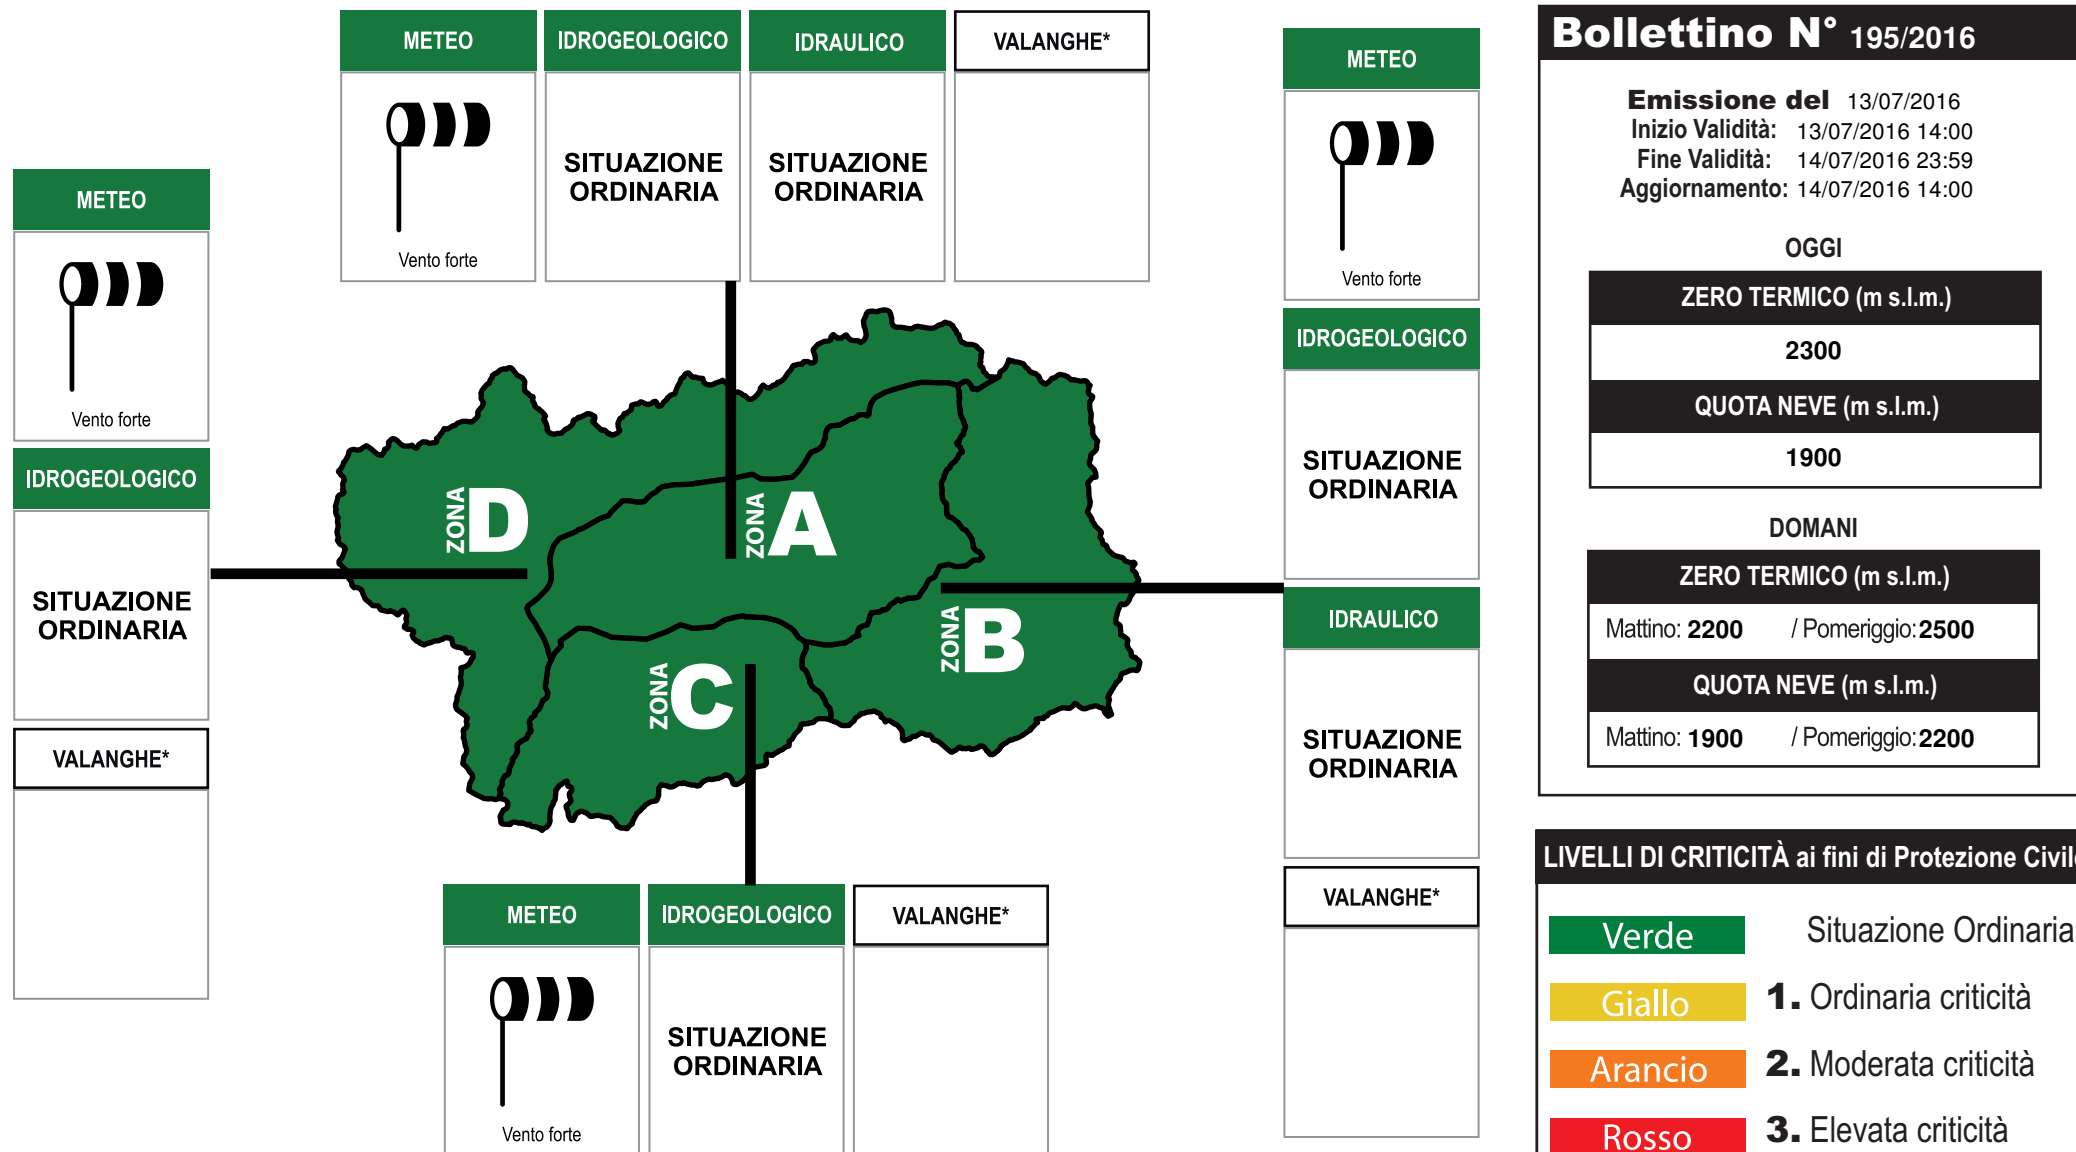 METEO
IDROGEOLOGICO
IDRAULICO
VALANGHE*
Vento forte
SITUAZIONE
ORDINARIA
SITUAZIONE
ORDINARIA
METEO
Vento forte
IDROGEOLOGICO
SITUAZIONE
ORDINARIA
VALANGHE*
ZONA D
ZONA A
ZONA B
ZONA C
METEO
Vento forte
IDROGEOLOGICO
SITUAZIONE
ORDINARIA
IDRAULICO
SITUAZIONE
ORDINARIA
VALANGHE*
METEO
IDROGEOLOGICO
VALANGHE*
Vento forte
SITUAZIONE
ORDINARIA
Bollettino N° 195/2016
Emissione del 13/07/2016
Inizio Validità: 13/07/2016 14:00
Fine Validità: 14/07/2016 23:59
Aggiornamento: 14/07/2016 14:00
OGGI
ZERO TERMICO (m s.l.m.)
2300
QUOTA NEVE (m s.l.m.)
1900
DOMANI
ZERO TERMICO (m s.l.m.)
Mattino: 2200 / Pomeriggio: 2500
QUOTA NEVE (m s.l.m.)
Mattino: 1900 / Pomeriggio: 2200
LIVELLI DI CRITICITÀ ai fini di Protezione Civile
Verde Situazione Ordinaria
Giallo 1. Ordinaria criticità
Arancio 2. Moderata criticità
Rosso 3. Elevata criticità